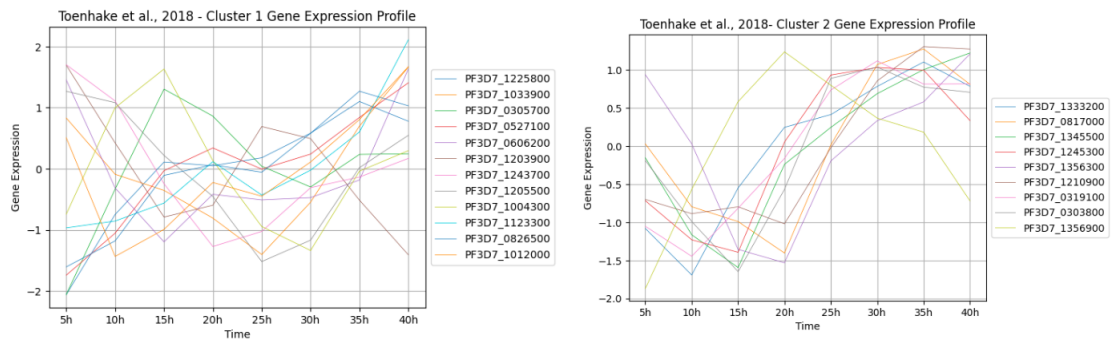 Toenhake et al., 2018 - Cluster 1 Gene Expression Profile
Gene Expression
2
1
0
−1
−2
5h 10h 15h 20h 25h 30h 35h 40h
Time
PF3D7_1225800
PF3D7_1033900
PF3D7_0305700
PF3D7_0527100
PF3D7_0606200
PF3D7_1203900
PF3D7_1243700
PF3D7_1205500
PF3D7_1004300
PF3D7_1123300
PF3D7_0826500
PF3D7_1012000
Toenhake et al., 2018- Cluster 2 Gene Expression Profile
Gene Expression
1.0
0.5
0.0
−0.5
−1.0
−1.5
−2.0
5h 10h 15h 20h 25h 30h 35h 40h
Time
PF3D7_1333200
PF3D7_0817000
PF3D7_1345500
PF3D7_1245300
PF3D7_1356300
PF3D7_1210900
PF3D7_0319100
PF3D7_0303800
PF3D7_1356900